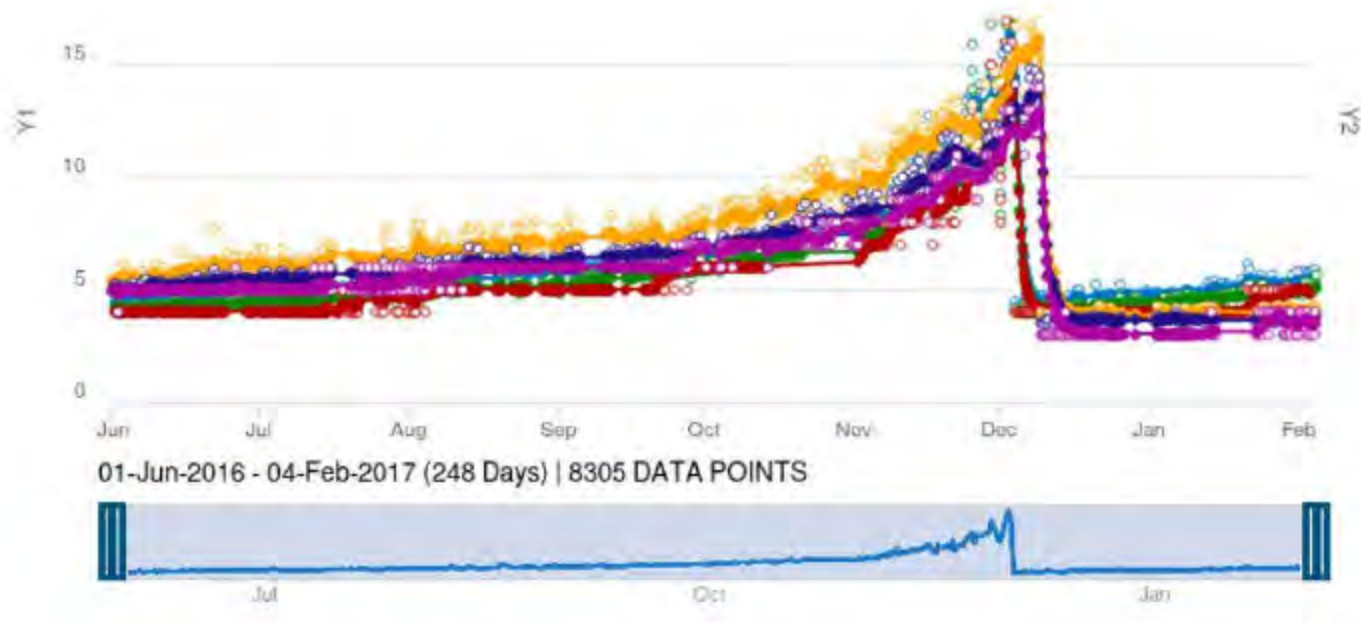 15
Y1
Y2
10
5
0
Jun Jul Aug Sep Oct Nov Dec Jan Feb
01-Jun-2016 - 04-Feb-2017 (248 Days) | 8305 DATA POINTS
Jul Oct Jan